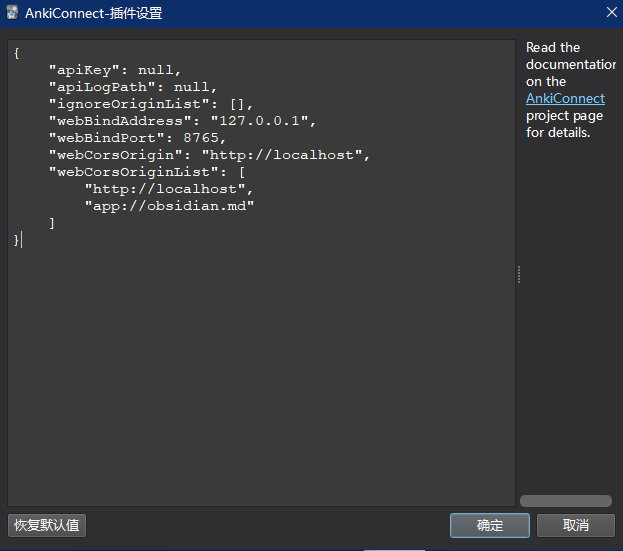 AnkiConnect-插件设置
{
    "apiKey": null,
    "apiLogPath": null,
    "ignoreOriginList": [],
    "webBindAddress": "127.0.0.1",
    "webBindPort": 8765,
    "webCorsOrigin": "http://localhost",
    "webCorsOriginList": [
        "http://localhost",
        "app://obsidian.md"
    ]
}
Read the
documentation
on the
AnkiConnect
project page
for details.
恢复默认值
确定
取消